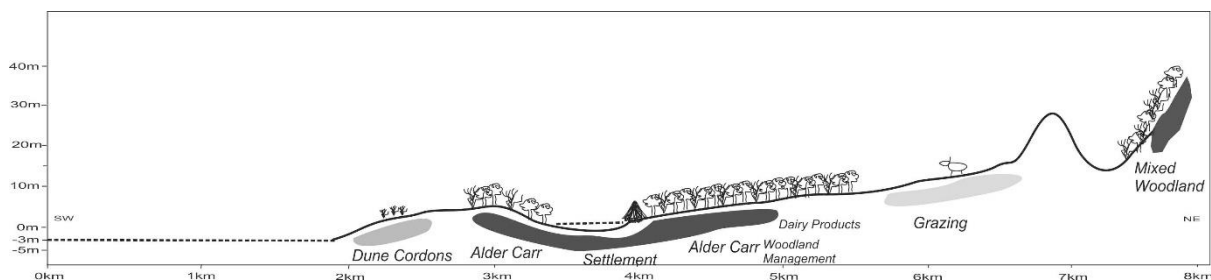 40m
30m
20m
10m
SW
NE
0m
-3m
-5m
Dune Cordons
Alder Carr
Settlement
Alder Carr
Dairy Products
Woodland
Management
Grazing
Mixed
Woodland
0km
1km
2km
3km
4km
5km
6km
7km
8km